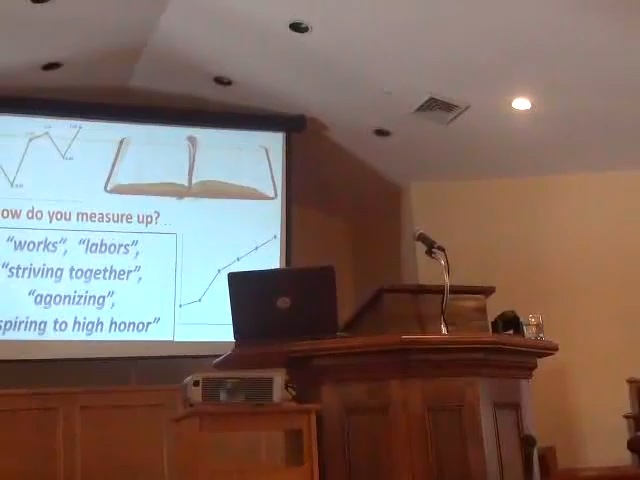 ow do you measure up?
"works", "labors",
"striving together",
"agonizing",
spiring to high honor"